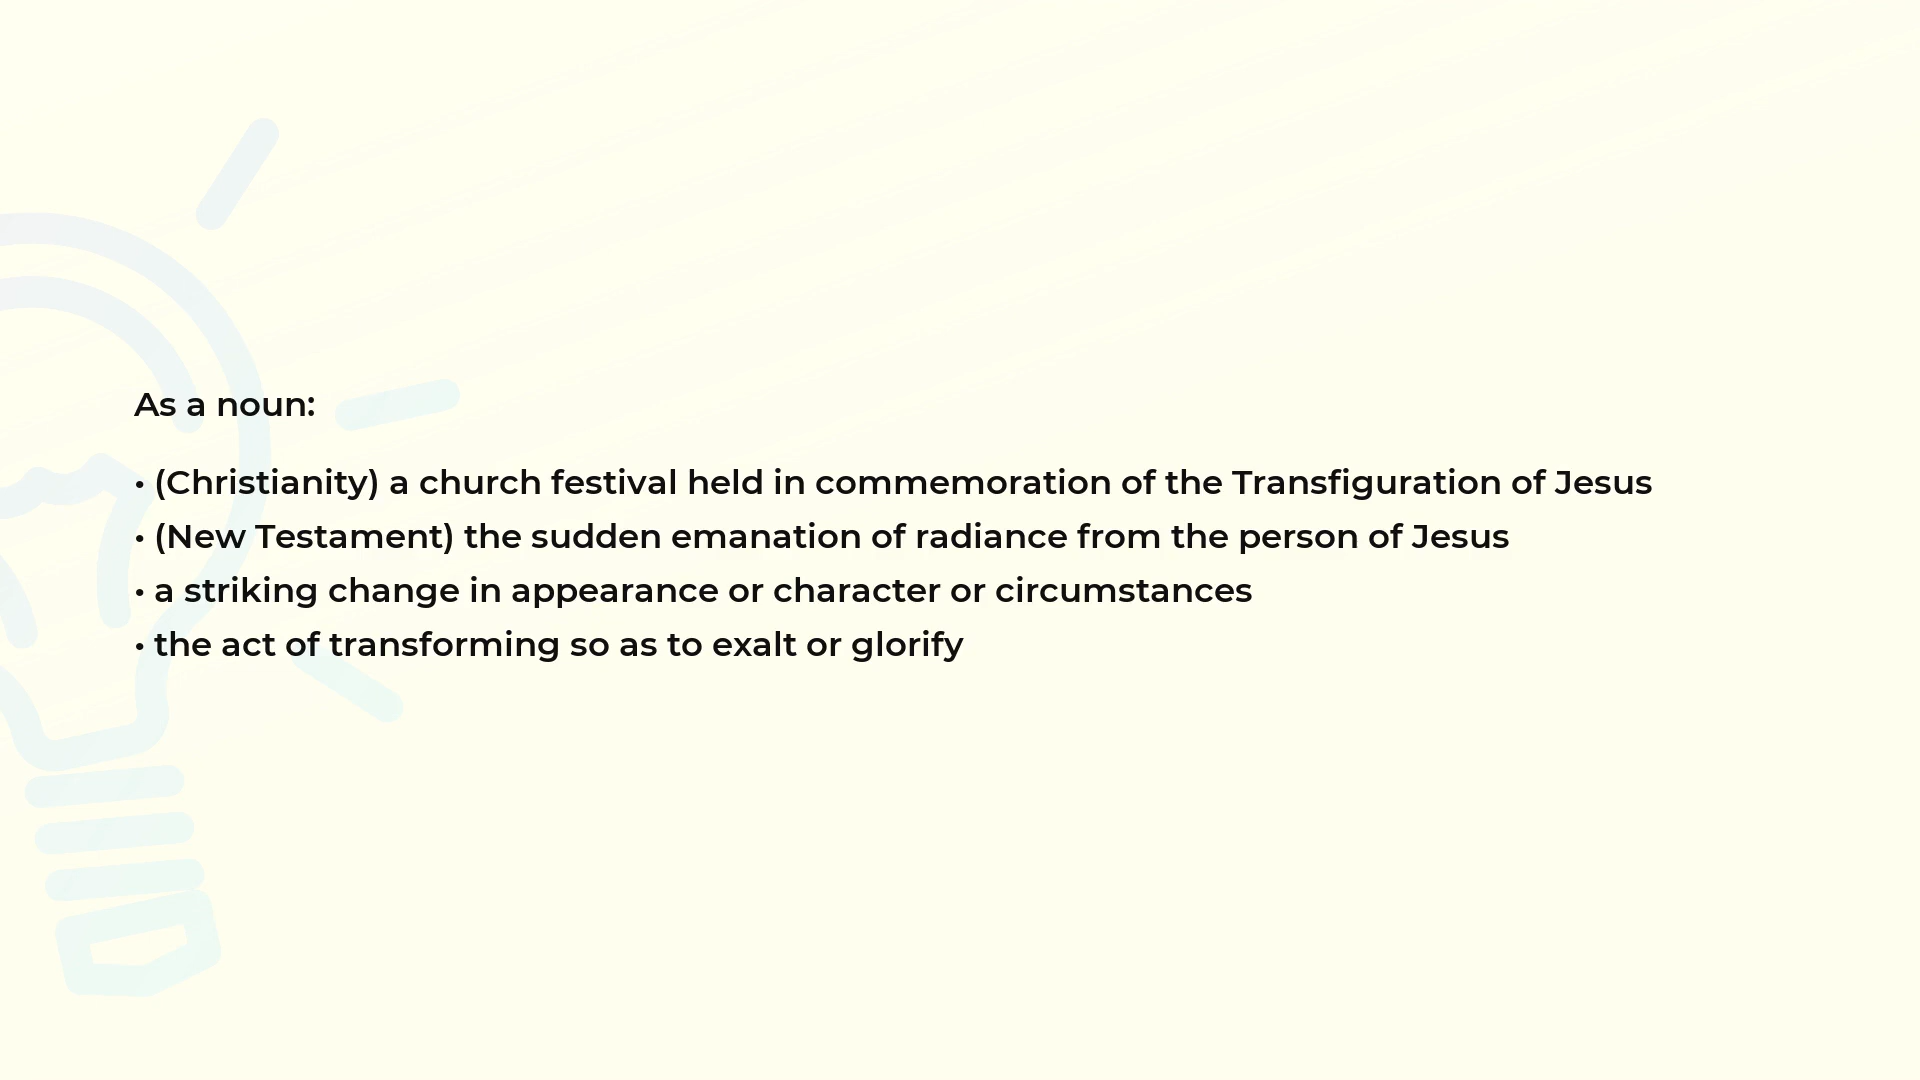 As a noun:
• (Christianity) a church festival held in commemoration of the Transfiguration of Jesus
• (New Testament) the sudden emanation of radiance from the person of Jesus
• a striking change in appearance or character or circumstances
• the act of transforming so as to exalt or glorify